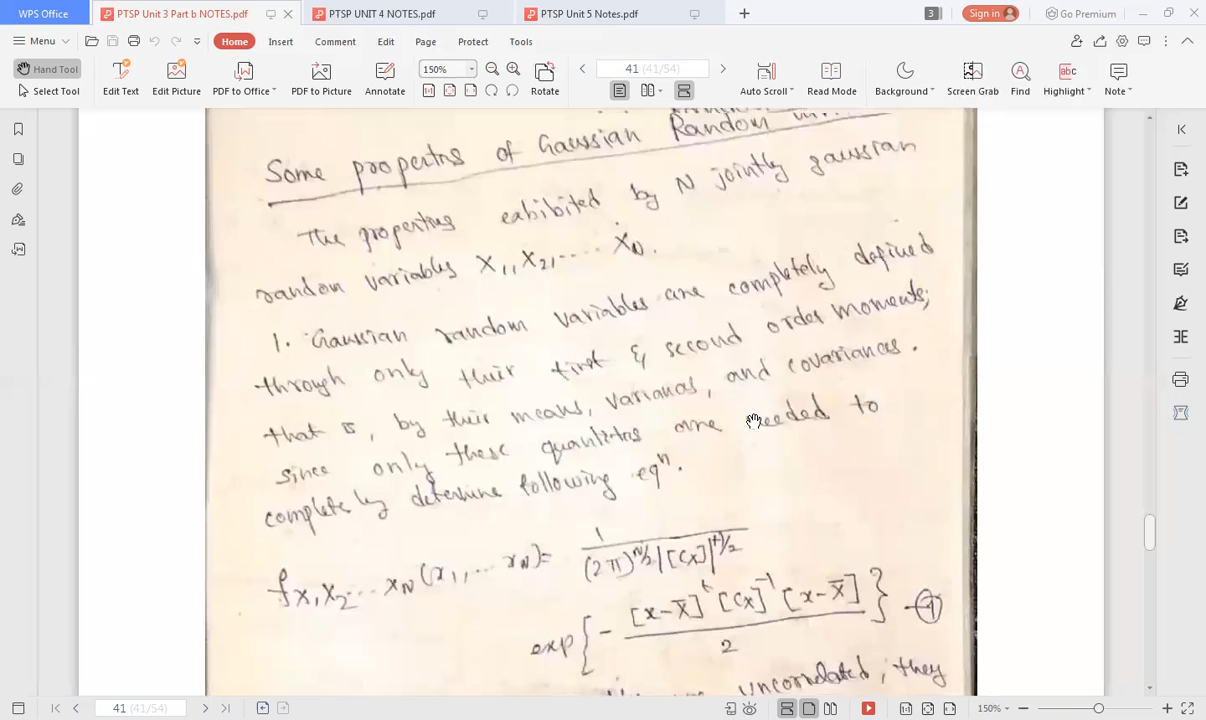 WPS Office
PTSP Unit 3 Part b NOTES.pdf
PTSP UNIT 4 NOTES.pdf
PTSP Unit 5 Notes.pdf
3
Sign in
Go Premium
Menu
Home
Insert
Comment
Edit
Page
Protect
Tools
Hand Tool
Select Tool
Edit Text
Edit Picture
PDF to Office
PDF to Picture
Annotate
150%
Rotate
41 (41/54)
Auto Scroll
Read Mode
Background
Screen Grab
Find
Highlight
Note
Some propertns of Gaussian Random
The propertns exhibited by N jointly gaussian
random variables X1, X2, .... XN.
1. Gaussian random variables are completely defined
through only their first & second order moments;
that is, by their means, variances, and covariances.
since only these quantities are needed to
completely determine following eqn.
fX1X2...XN(x1,... xN)= 1/(2π)^N/2 |[CX]|^1/2
exp{- [x-X̄]^t [CX]^-1 [x-X̄] / 2}
uncorrelated, they
41 (41/54)
150%